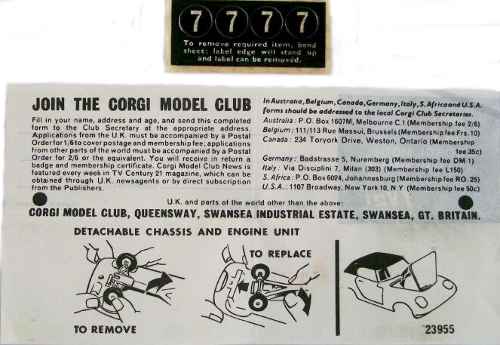 7 7 7 7
To remove required item, bend
sheet: label edge will stand up
and label can be removed.
JOIN THE CORGI MODEL CLUB
Fill in your name, address and age, and send this completed
form to the Club Secretary at the appropriate address.
Applications from the U.K. must be accompanied by a Postal
Order for 1/6 to cover postage and membership fee; applications
from other parts of the world must be accompanied by a Postal
Order for 2/6 or the equivalent. You will receive in return a
badge and membership certificate. Corgi Model Club News is
featured every week in TV Century 21 magazine, which can be
obtained through U.K. newsagents or by direct subscription
from the Publishers.
In Australia, Belgium, Canada, Germany, Italy, S. Africa and U.S.A.
Forms should be addressed to the local Corgi Club Secretaries.
Australia: P.O. Box 1607M, Melbourne C.1 (Membership fee 2/6)
Belgium: 111/113 Rue Massui, Brussels (Membership fee Frs.10)
Canada: 234 Toryork Drive, Weston, Ontario (Membership
fee 35c)
Germany: Badstrasse 5, Nuremberg (Membership fee DM.1)
Italy: Via Disciplini 7, Milan (303) (Membership fee L150)
S. Africa: P.O. Box 6024, Johannesburg (Membership fee RO.25)
U.S.A.: 1107 Broadway, New York 10, N.Y (Membership fee 50c)
U.K. and parts of the world other than the above:
CORGI MODEL CLUB, QUEENSWAY, SWANSEA INDUSTRIAL ESTATE, SWANSEA, GT. BRITAIN.
DETACHABLE CHASSIS AND ENGINE UNIT
TO REPLACE
TO REMOVE
23955